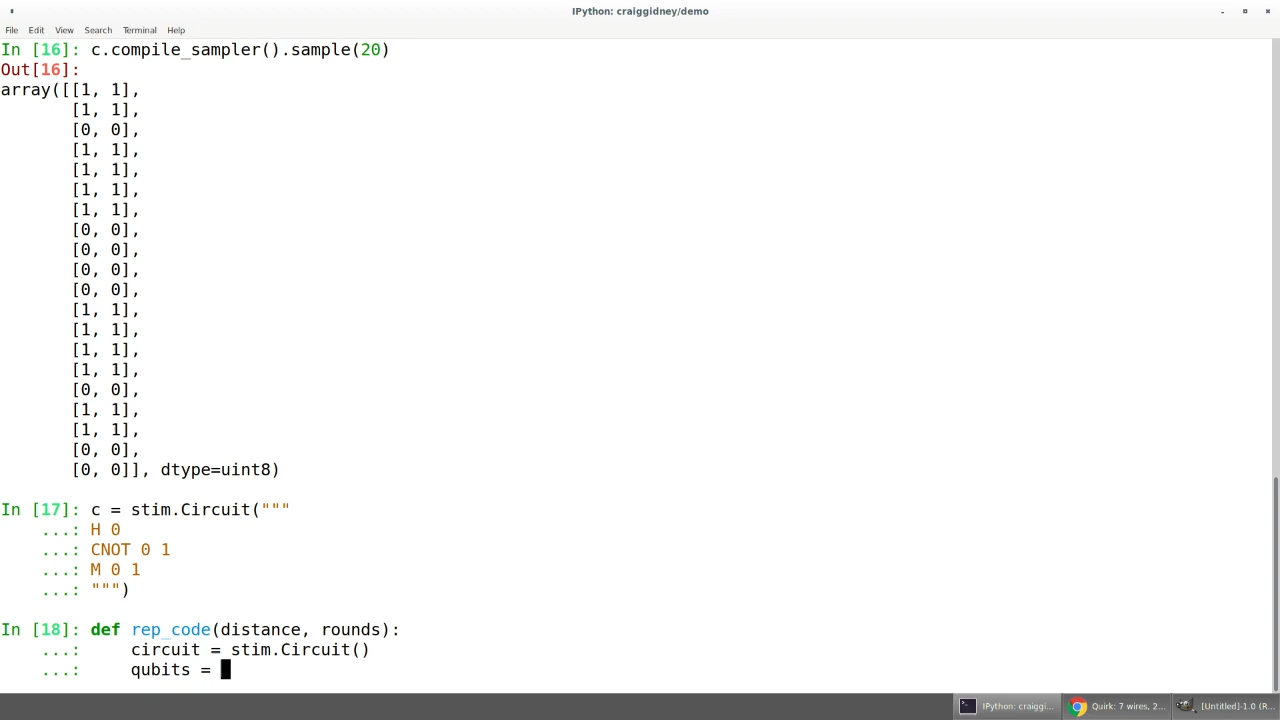 IPython: craiggidney/demo
File Edit View Search Terminal Help
In [16]: c.compile_sampler().sample(20)
Out[16]:
array([[1, 1],
[1, 1],
[0, 0],
[1, 1],
[1, 1],
[1, 1],
[1, 1],
[0, 0],
[0, 0],
[0, 0],
[0, 0],
[1, 1],
[1, 1],
[1, 1],
[1, 1],
[0, 0],
[1, 1],
[1, 1],
[0, 0],
[0, 0]], dtype=uint8)
In [17]: c = stim.Circuit("""
...: H 0
...: CNOT 0 1
...: M 0 1
...: """)
In [18]: def rep_code(distance, rounds):
...: circuit = stim.Circuit()
...: qubits =
IPython: craiggi... Quirk: 7 wires, 2... [Untitled]-1.0 (R...